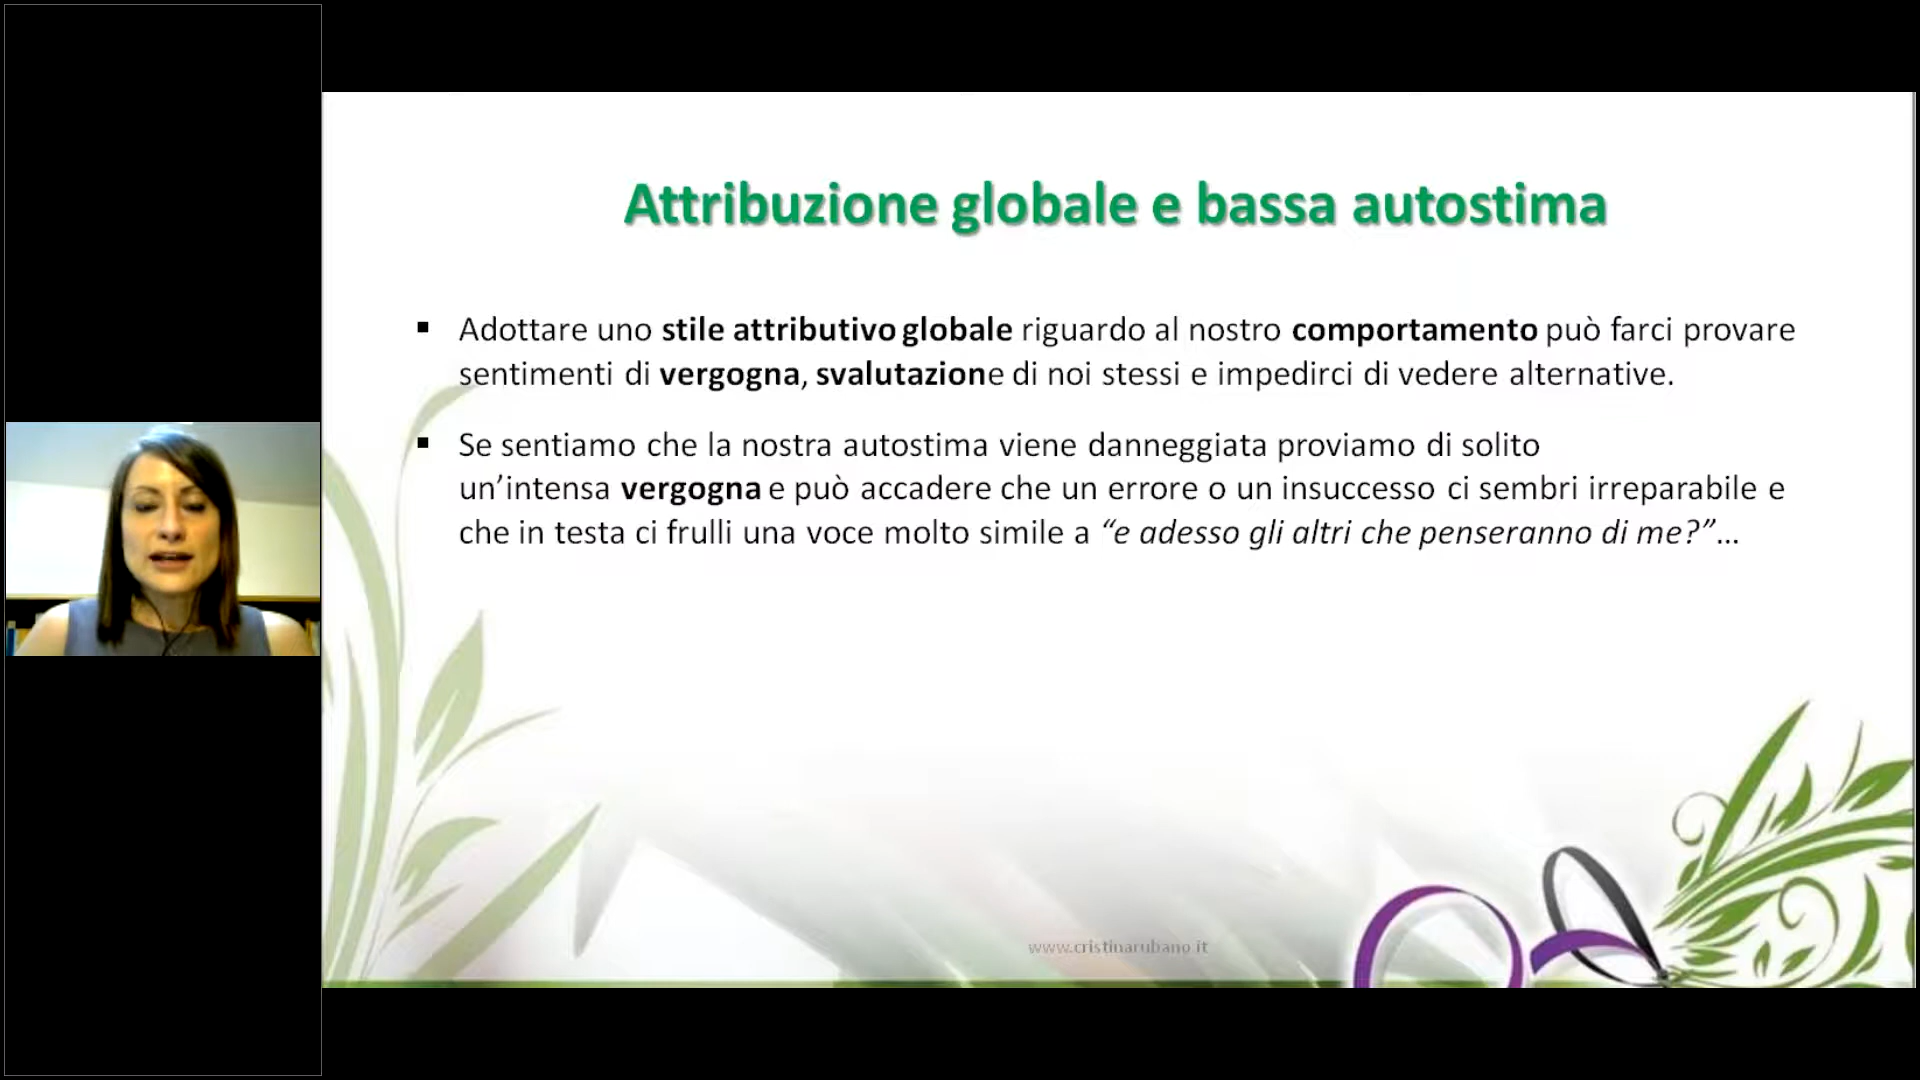 Attribuzione globale e bassa autostima
Adottare uno stile attributivo globale riguardo al nostro comportamento può farci provare
sentimenti di vergogna, svalutazione di noi stessi e impedirci di vedere alternative.
Se sentiamo che la nostra autostima viene danneggiata proviamo di solito
un’intensa vergogna e può accadere che un errore o un insuccesso ci sembri irreparabile e
che in testa ci frulli una voce molto simile a “e adesso gli altri che penseranno di me?”…
www.cristinarubano.it